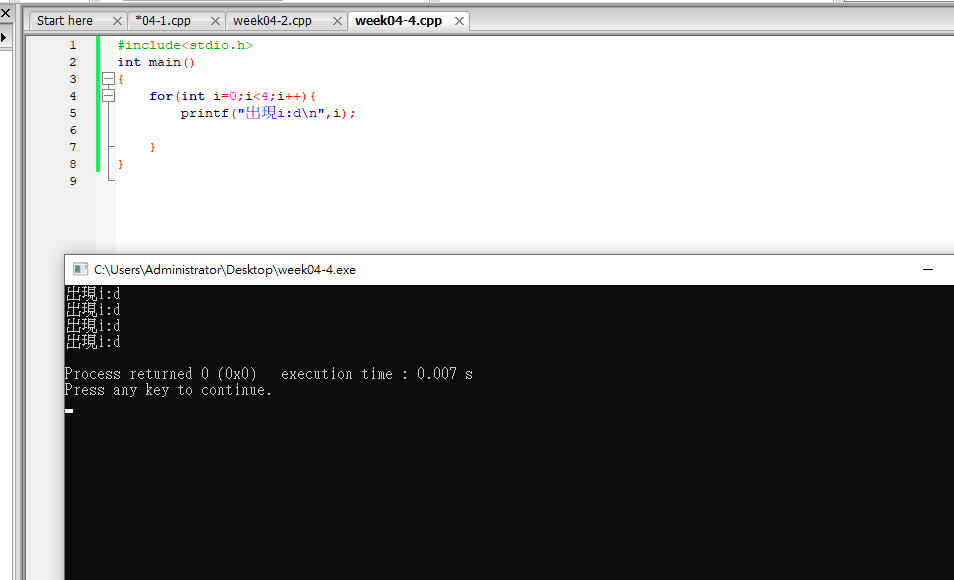 Start here *04-1.cpp week04-2.cpp week04-4.cpp
1 #include<stdio.h>
2 int main()
3 {
4 for(int i=0;i<4;i++){
5 printf("出現i:d\n",i);
6
7 }
8 }
9
C:\Users\Administrator\Desktop\week04-4.exe
出現i:d
出現i:d
出現i:d
出現i:d
Process returned 0 (0x0) execution time : 0.007 s
Press any key to continue.